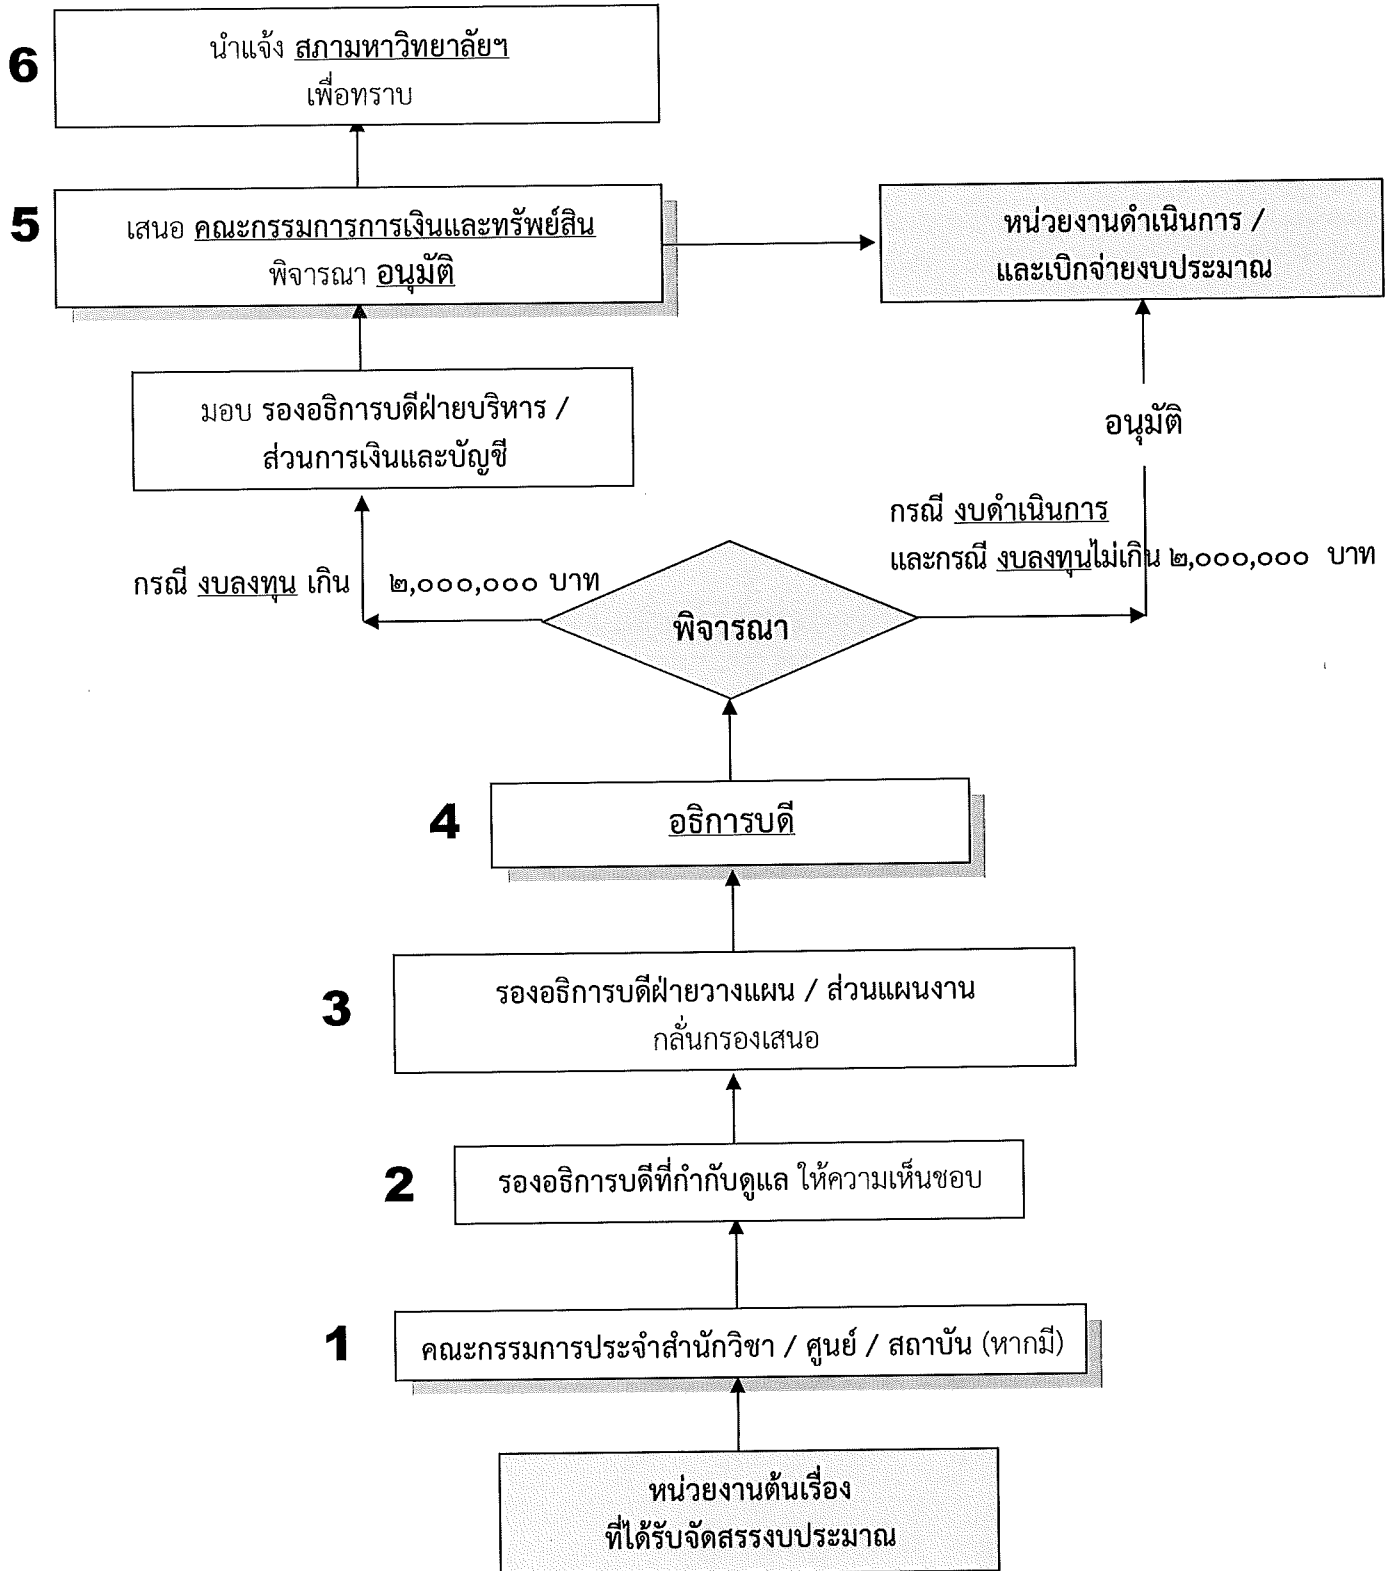 6
นำแจ้ง สภามหาวิทยาลัยฯ
เพื่อทราบ
5
เสนอ คณะกรรมการการเงินและทรัพย์สิน
พิจารณา อนุมัติ
หน่วยงานดำเนินการ /
และเบิกจ่ายงบประมาณ
มอบ รองอธิการบดีฝ่ายบริหาร /
ส่วนการเงินและบัญชี
อนุมัติ
กรณี งบดำเนินการ
และกรณี งบลงทุนไม่เกิน ๒,๐๐๐,๐๐๐ บาท
กรณี งบลงทุน เกิน ๒,๐๐๐,๐๐๐ บาท
พิจารณา
4
อธิการบดี
3
รองอธิการบดีฝ่ายวางแผน / ส่วนแผนงาน
กลั่นกรองเสนอ
2
รองอธิการบดีที่กำกับดูแล ให้ความเห็นชอบ
1
คณะกรรมการประจำสำนักวิชา / ศูนย์ / สถาบัน (หากมี)
หน่วยงานต้นเรื่อง
ที่ได้รับจัดสรรงบประมาณ